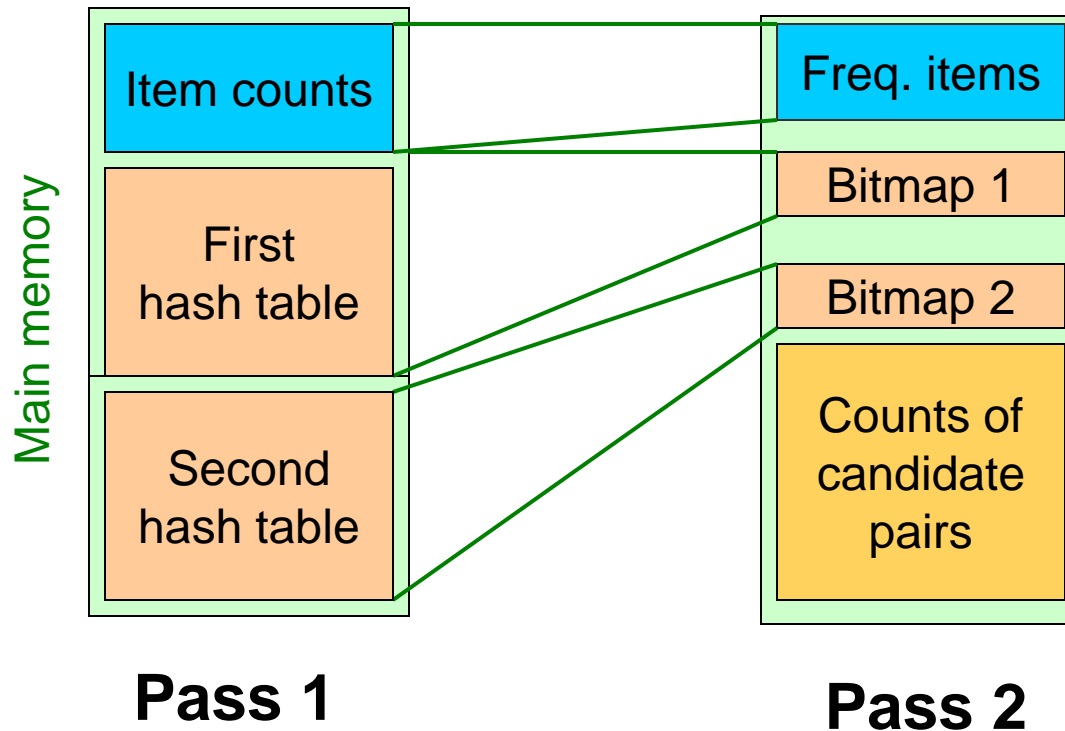 Main memory
Item counts
First
hash table
Second
hash table
Pass 1
Freq. items
Bitmap 1
Bitmap 2
Counts of
candidate
pairs
Pass 2